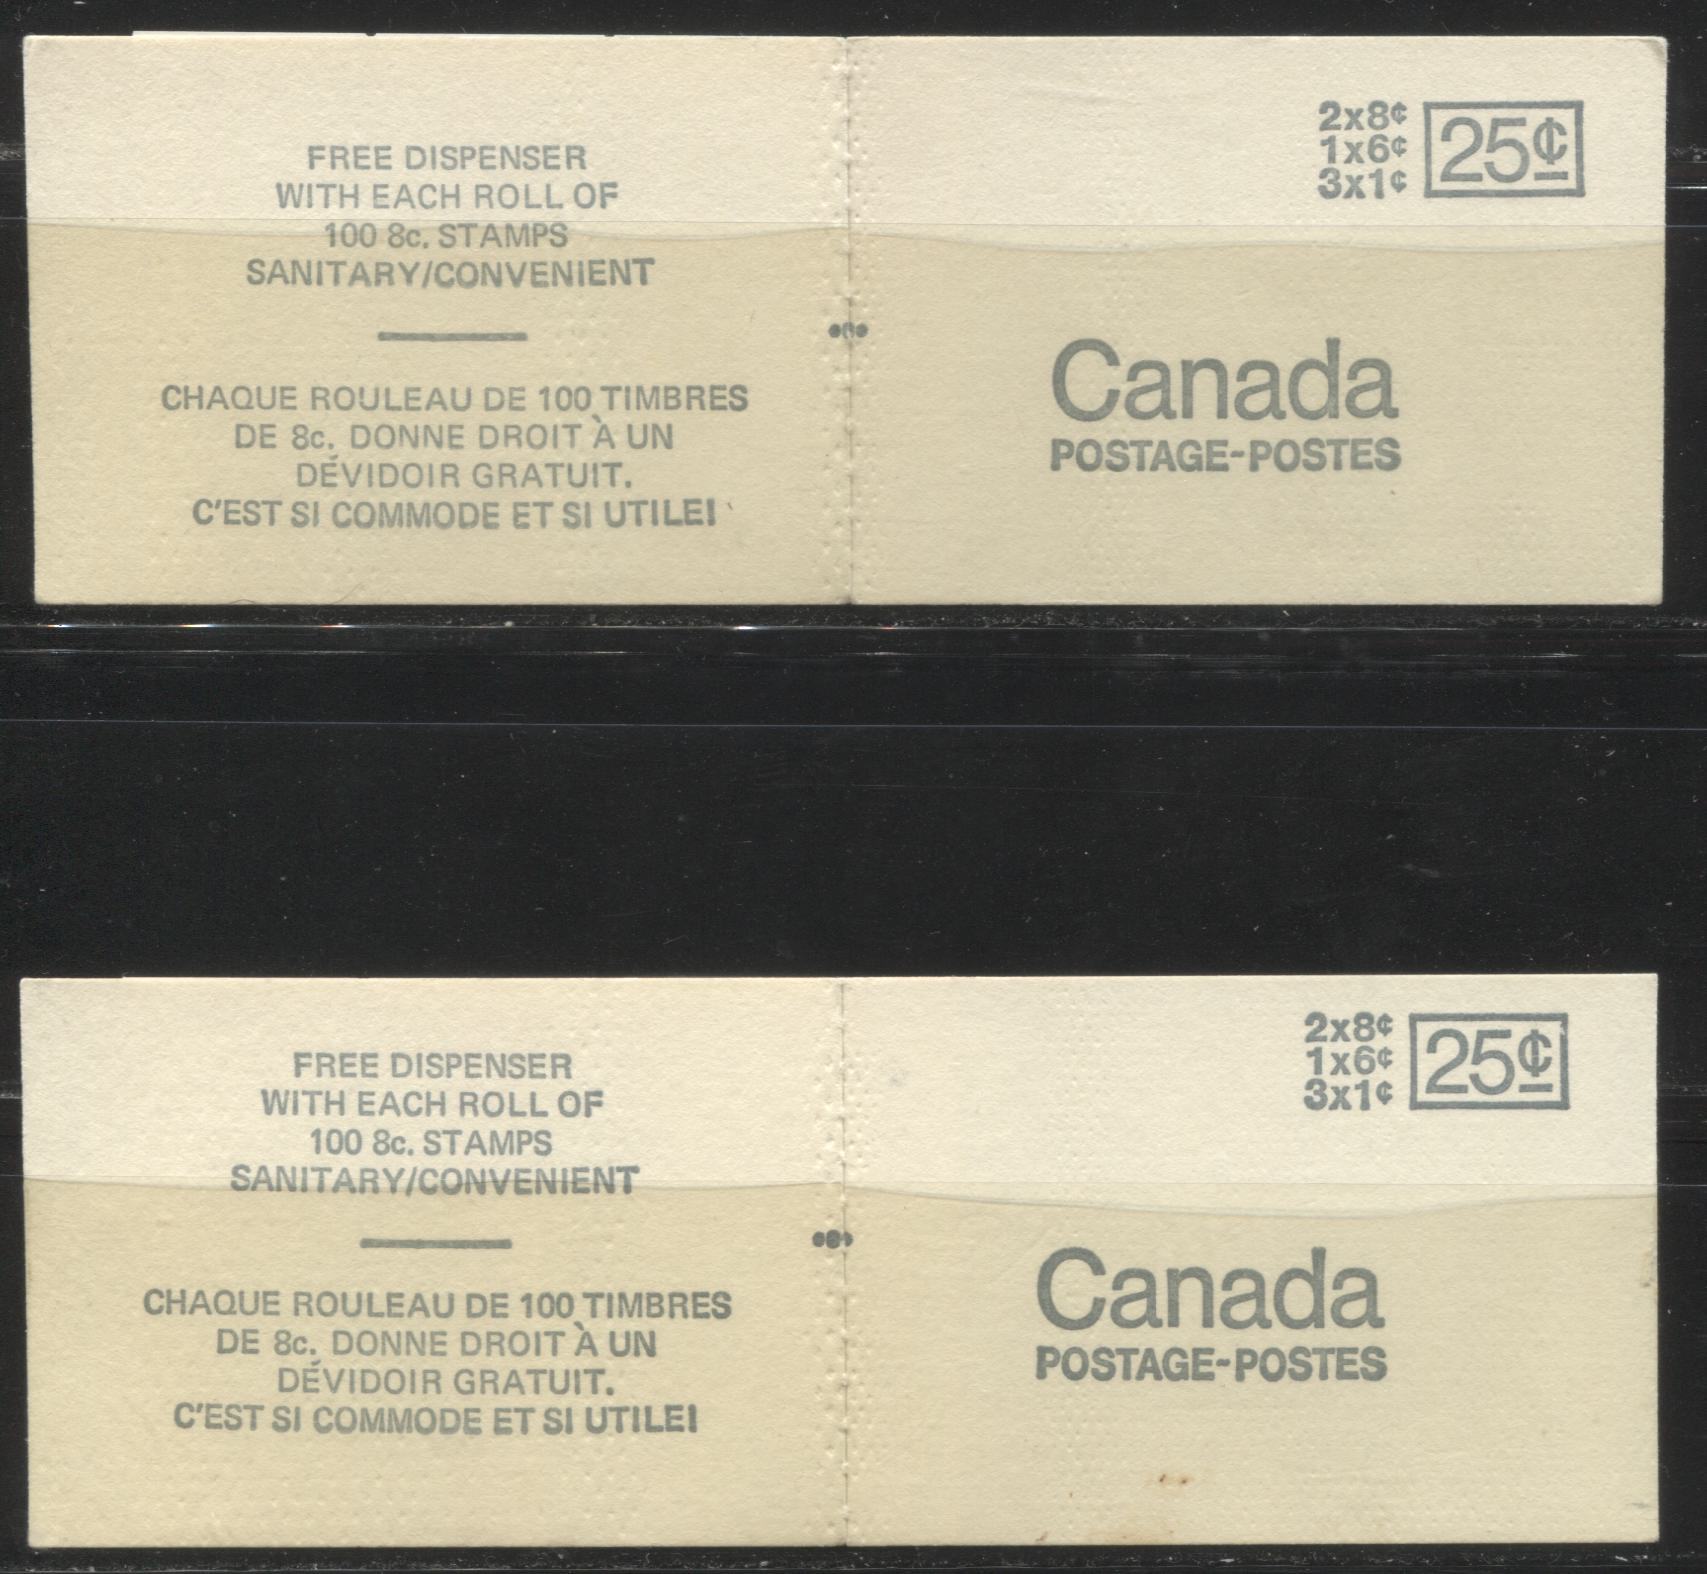 FREE DISPENSER
WITH EACH ROLL OF
100 8c. STAMPS
SANITARY/CONVENIENT
CHAQUE ROULEAU DE 100 TIMBRES
DE 8c. DONNE DROIT À UN
DÉVIDOIR GRATUIT.
C'EST SI COMMODE ET SI UTILE!
2x8¢
1x6¢
3x1¢
25¢
Canada
POSTAGE-POSTES
FREE DISPENSER
WITH EACH ROLL OF
100 8c. STAMPS
SANITARY/CONVENIENT
CHAQUE ROULEAU DE 100 TIMBRES
DE 8c. DONNE DROIT À UN
DÉVIDOIR GRATUIT.
C'EST SI COMMODE ET SI UTILE!
2x8¢
1x6¢
3x1¢
25¢
Canada
POSTAGE-POSTES